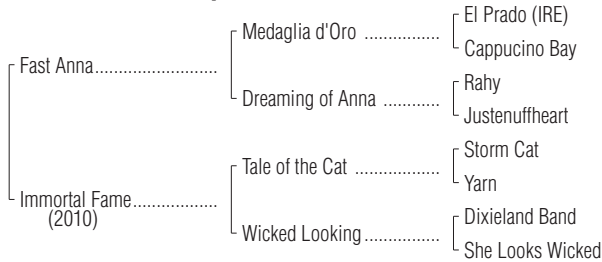 El Prado (IRE)
Medaglia d'Oro ..............
Cappucino Bay
Fast Anna.......................
Rahy
Dreaming of Anna ............
Justenuffheart
Storm Cat
Tale of the Cat .................
Yarn
Immortal Fame................
(2010)
Dixieland Band
Wicked Looking...............
She Looks Wicked